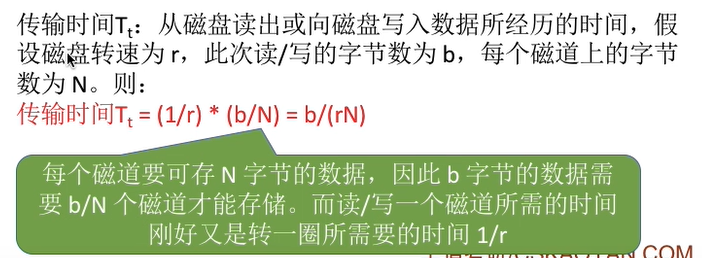 传输时间Tt：从磁盘读出或向磁盘写入数据所经历的时间，假
设磁盘转速为 r，此次读/写的字节数为 b，每个磁道上的字节
数为 N。则：
传输时间Tt = (1/r) * (b/N) = b/(rN)
每个磁道要可存 N 字节的数据，因此 b 字节的数据需
要 b/N 个磁道才能存储。而读/写一个磁道所需的时间
刚好又是转一圈所需要的时间 1/r